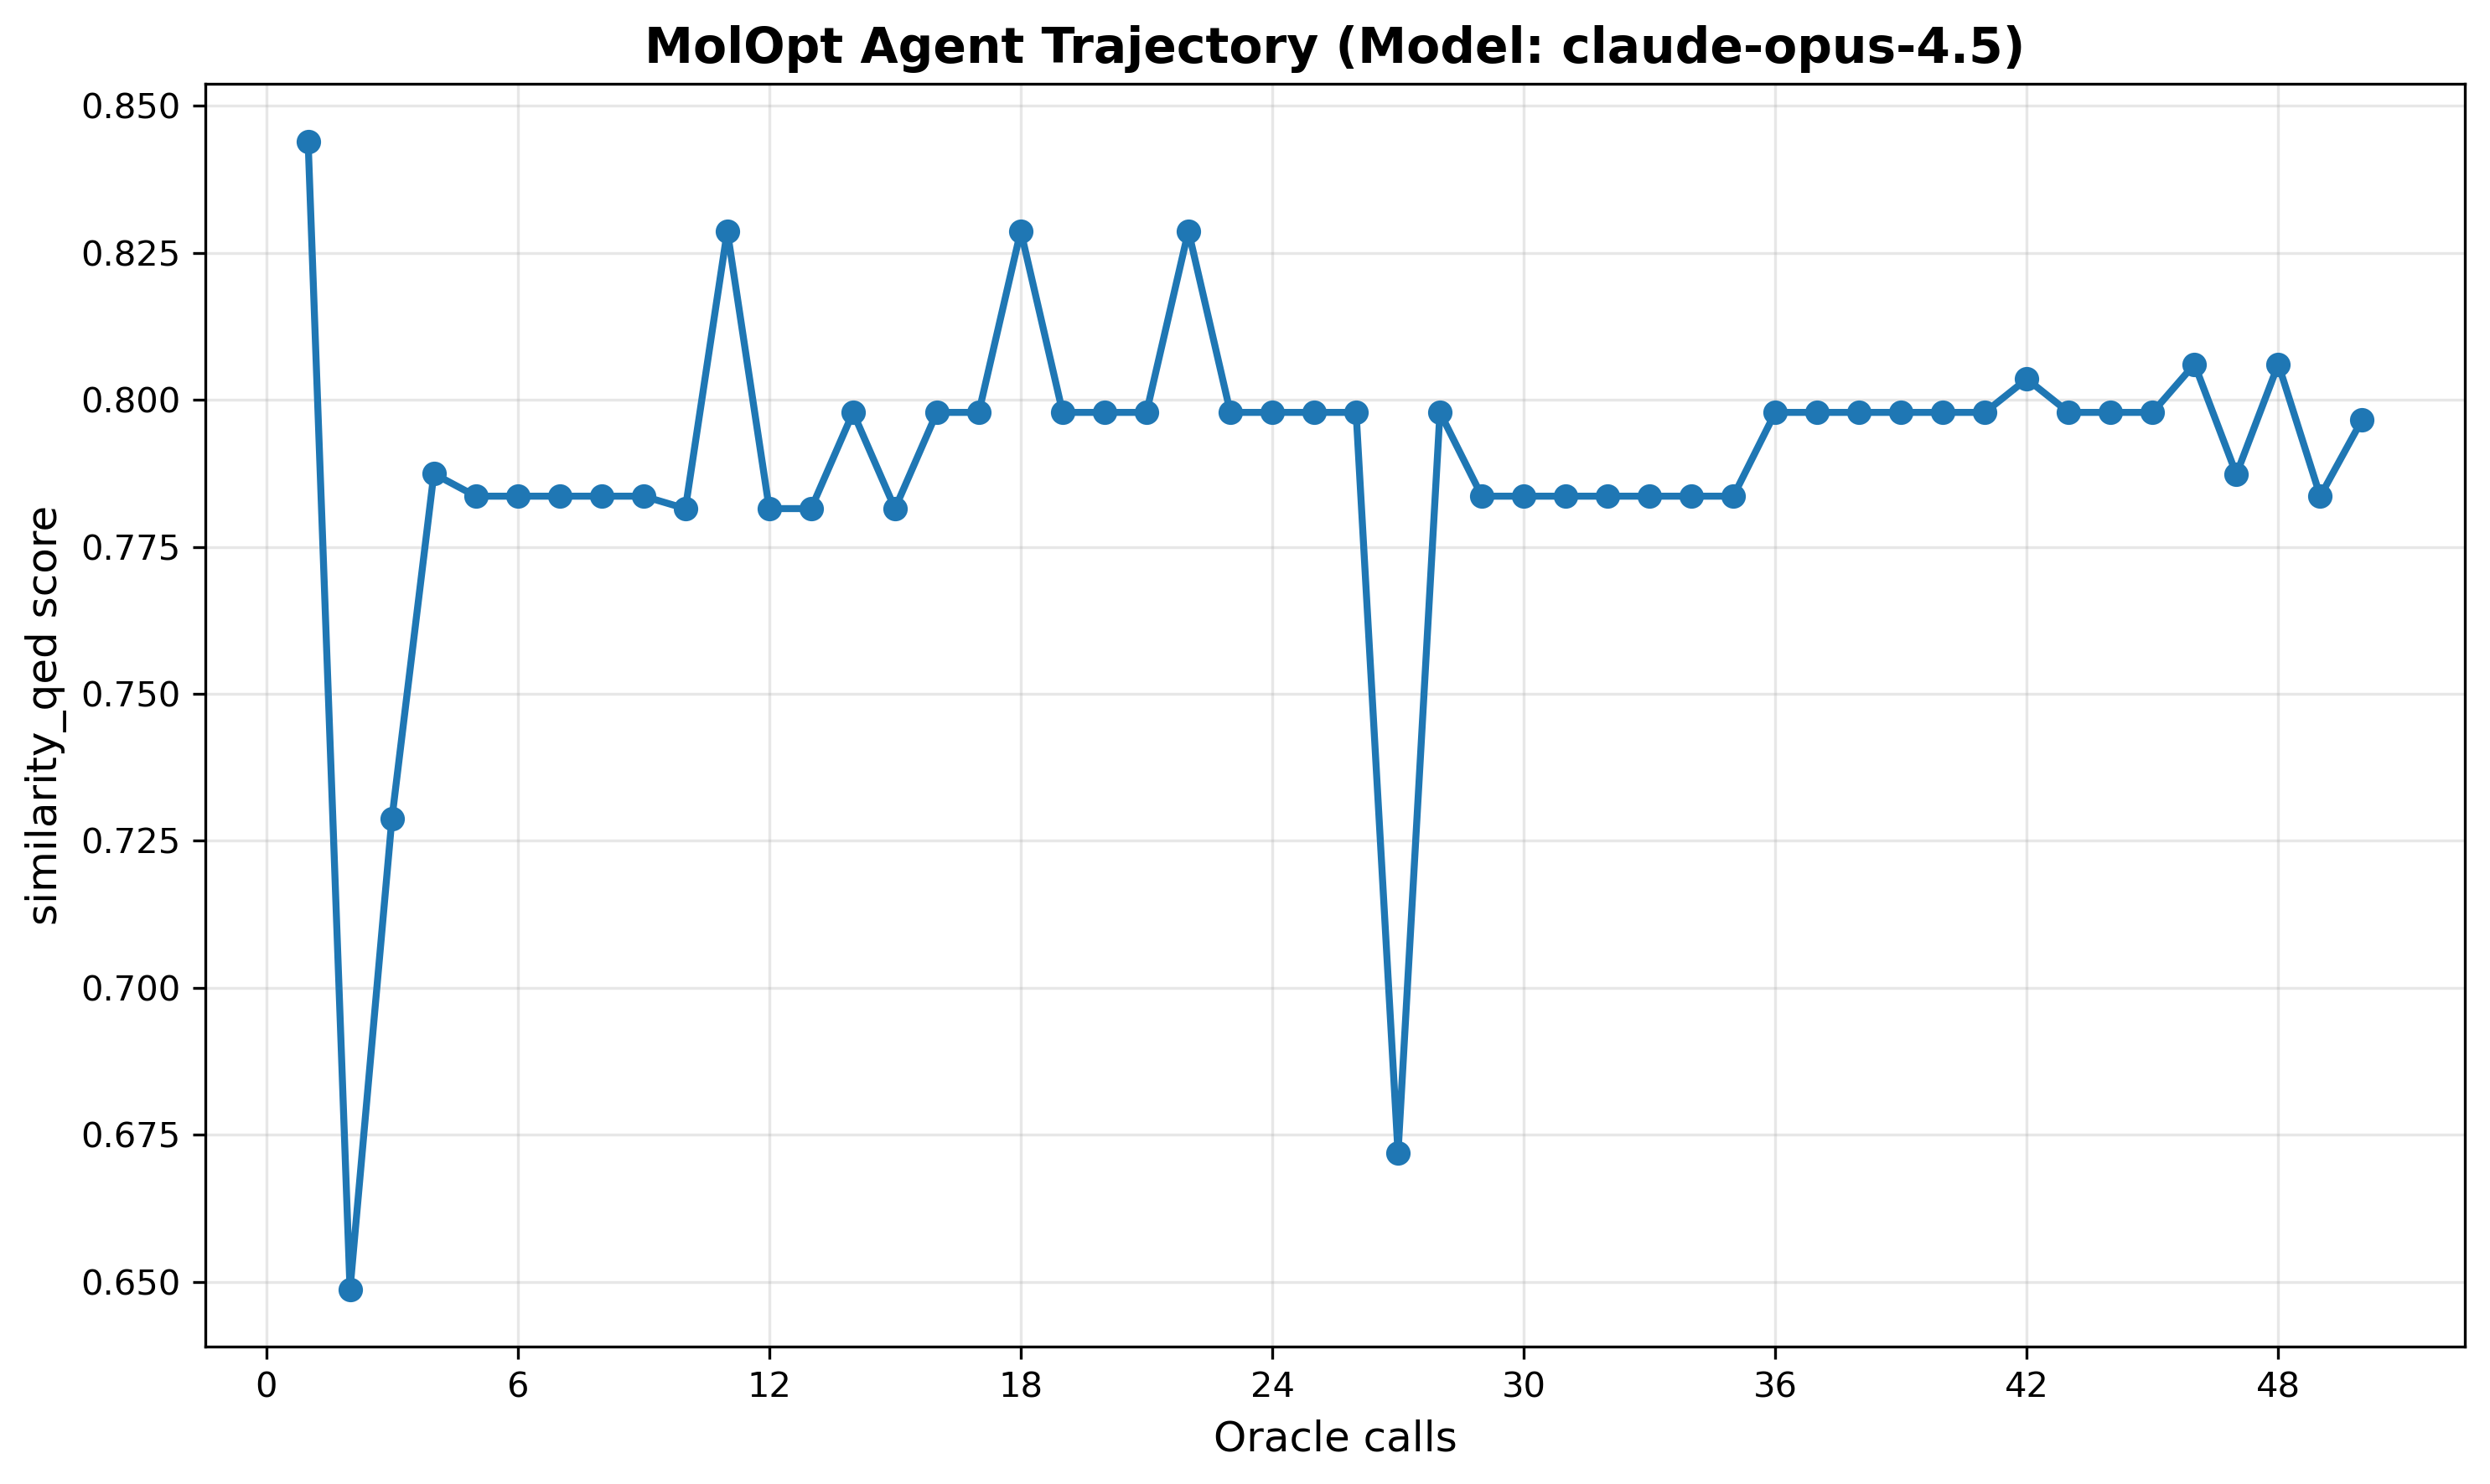 MolOpt Agent Trajectory (Model: claude-opus-4.5)
similarity_qed score
0.850
0.825
0.800
0.775
0.750
0.725
0.700
0.675
0.650
0 6 12 18 24 30 36 42 48
Oracle calls